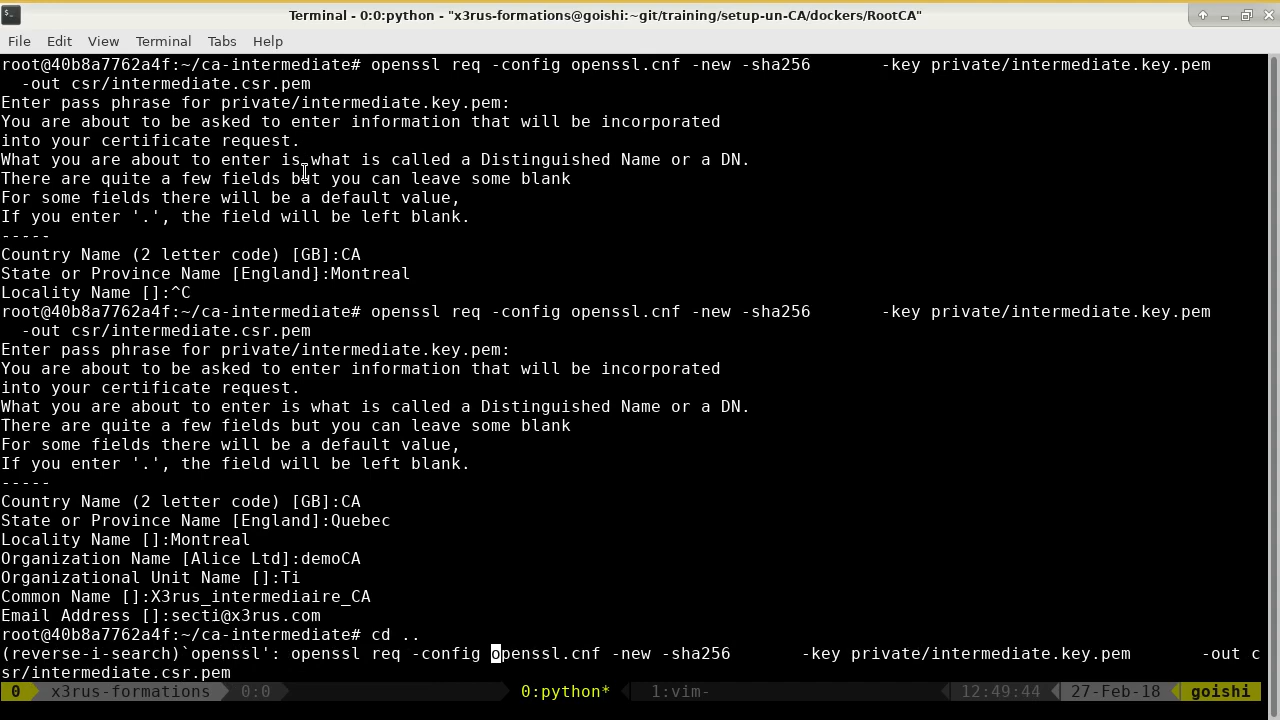 Terminal - 0:0:python - "x3rus-formations@goishi:~git/training/setup-un-CA/dockers/RootCA"
File Edit View Terminal Tabs Help
root@40b8a7762a4f:~/ca-intermediate# openssl req -config openssl.cnf -new -sha256       -key private/intermediate.key.pem
  -out csr/intermediate.csr.pem
Enter pass phrase for private/intermediate.key.pem:
You are about to be asked to enter information that will be incorporated
into your certificate request.
What you are about to enter is what is called a Distinguished Name or a DN.
There are quite a few fields but you can leave some blank
For some fields there will be a default value,
If you enter '.', the field will be left blank.
-----
Country Name (2 letter code) [GB]:CA
State or Province Name [England]:Montreal
Locality Name []:^C
root@40b8a7762a4f:~/ca-intermediate# openssl req -config openssl.cnf -new -sha256       -key private/intermediate.key.pem
  -out csr/intermediate.csr.pem
Enter pass phrase for private/intermediate.key.pem:
You are about to be asked to enter information that will be incorporated
into your certificate request.
What you are about to enter is what is called a Distinguished Name or a DN.
There are quite a few fields but you can leave some blank
For some fields there will be a default value,
If you enter '.', the field will be left blank.
-----
Country Name (2 letter code) [GB]:CA
State or Province Name [England]:Quebec
Locality Name []:Montreal
Organization Name [Alice Ltd]:demoCA
Organizational Unit Name []:Ti
Common Name []:X3rus_intermediaire_CA
Email Address []:secti@x3rus.com
root@40b8a7762a4f:~/ca-intermediate# cd ..
(reverse-i-search)`openssl': openssl req -config openssl.cnf -new -sha256       -key private/intermediate.key.pem       -out c
sr/intermediate.csr.pem
0 x3rus-formations 0:0 0:python* 1:vim- 12:49:44 27-Feb-18 goishi